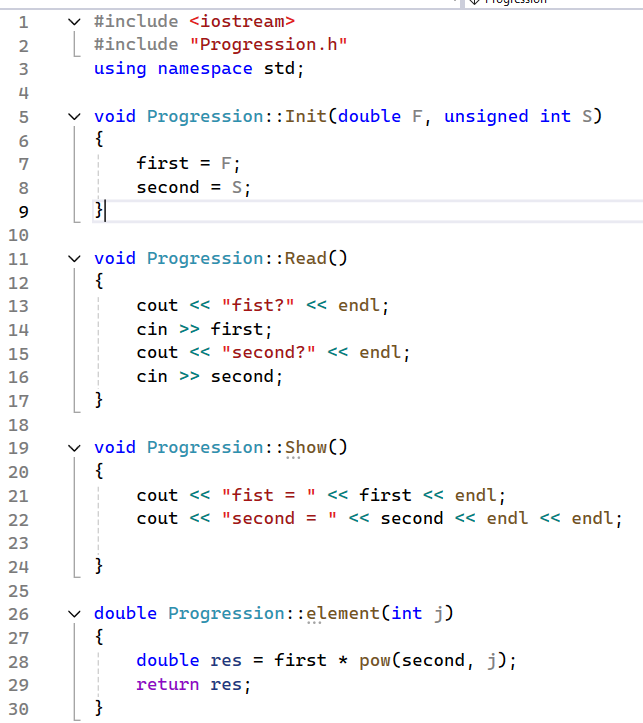 Progression
1 #include <iostream>
2 #include "Progression.h"
3 using namespace std;
4
5 void Progression::Init(double F, unsigned int S)
6 {
7 first = F;
8 second = S;
9 }
10
11 void Progression::Read()
12 {
13 cout << "fist?" << endl;
14 cin >> first;
15 cout << "second?" << endl;
16 cin >> second;
17 }
18
19 void Progression::Show()
20 {
21 cout << "fist = " << first << endl;
22 cout << "second = " << second << endl << endl;
23
24 }
25
26 double Progression::element(int j)
27 {
28 double res = first * pow(second, j);
29 return res;
30 }